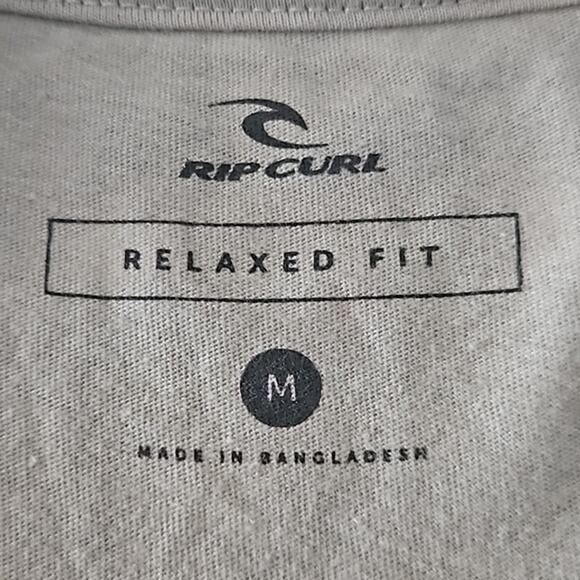 RIP CURL
RELAXED FIT
M
MADE IN BANGLADESH